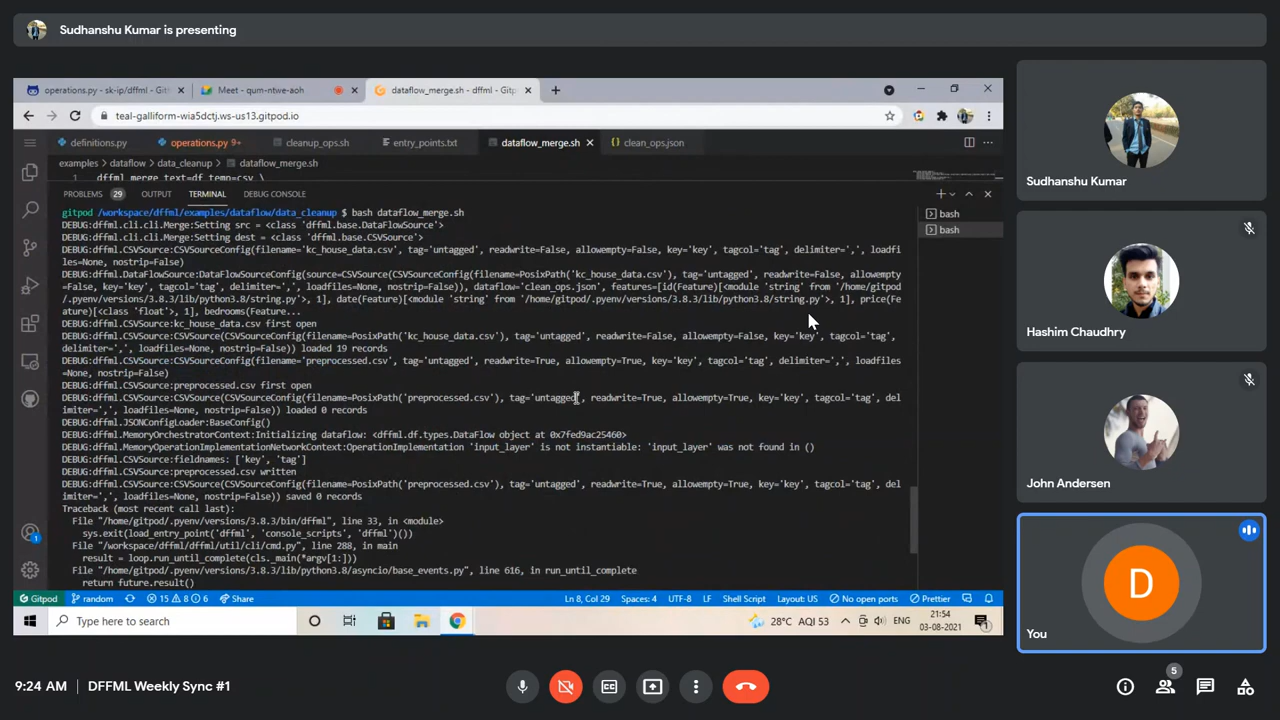 Sudhanshu Kumar is presenting
operations.py - sk-ip/dffml - Gitl
Meet - qum-ntwe-aoh
dataflow_merge.sh - dffml - Gitp
teal-galliform-wia5dctj.ws-us13.gitpod.io
definitions.py
operations.py 9+
cleanup_ops.sh
entry_points.txt
dataflow_merge.sh
clean_ops.json
examples > dataflow > data_cleanup > dataflow_merge.sh
1 dffml merge text=df temp=csv \
PROBLEMS 29 OUTPUT TERMINAL DEBUG CONSOLE
bash
bash
gitpod /workspace/dffml/examples/dataflow/data_cleanup $ bash dataflow_merge.sh
DEBUG:dffml.cli.cli.Merge:Setting src = <class 'dffml.base.DataFlowSource'>
DEBUG:dffml.cli.cli.Merge:Setting dest = <class 'dffml.base.CSVSource'>
DEBUG:dffml.CSVSource:CSVSourceConfig(filename='kc_house_data.csv', tag='untagged', readwrite=False, allowempty=False, key='key', tagcol='tag', delimiter=',', loadfi
les=None, nostrip=False)
DEBUG:dffml.DataFlowSource:DataFlowSourceConfig(source=CSVSource(CSVSourceConfig(filename=PosixPath('kc_house_data.csv'), tag='untagged', readwrite=False, allowempty
=False, key='key', tagcol='tag', delimiter=',', loadfiles=None, nostrip=False)), dataflow='clean_ops.json', features=[id(Feature)[<module 'string' from '/home/gitpod
/.pyenv/versions/3.8.3/lib/python3.8/string.py'>, 1], date(Feature)[<module 'string' from '/home/gitpod/.pyenv/versions/3.8.3/lib/python3.8/string.py'>, 1], price(Fe
ature)[<class 'float'>, 1], bedrooms(Featur...
DEBUG:dffml.CSVSource:kc_house_data.csv first open
DEBUG:dffml.CSVSource:CSVSource(CSVSourceConfig(filename=PosixPath('kc_house_data.csv'), tag='untagged', readwrite=False, allowempty=False, key='key', tagcol='tag',
delimiter=',', loadfiles=None, nostrip=False)) loaded 19 records
DEBUG:dffml.CSVSource:CSVSourceConfig(filename='preprocessed.csv', tag='untagged', readwrite=True, allowempty=True, key='key', tagcol='tag', delimiter=',', loadfiles
=None, nostrip=False)
DEBUG:dffml.CSVSource:preprocessed.csv first open
DEBUG:dffml.CSVSource:CSVSource(CSVSourceConfig(filename=PosixPath('preprocessed.csv'), tag='untagged', readwrite=True, allowempty=True, key='key', tagcol='tag', del
imiter=',', loadfiles=None, nostrip=False)) loaded 0 records
DEBUG:dffml.JSONConfigLoader:BaseConfig()
DEBUG:dffml.MemoryOrchestratorContext:Initializing dataflow: <dffml.df.types.DataFlow object at 0x7fed9ac25460>
DEBUG:dffml.MemoryOperationImplementationNetworkContext:OperationImplementation 'input_layer' is not instantiable: 'input_layer' was not found in ()
DEBUG:dffml.CSVSource:fieldnames: ['key', 'tag']
DEBUG:dffml.CSVSource:preprocessed.csv written
DEBUG:dffml.CSVSource:CSVSource(CSVSourceConfig(filename=PosixPath('preprocessed.csv'), tag='untagged', readwrite=True, allowempty=True, key='key', tagcol='tag', del
imiter=',', loadfiles=None, nostrip=False)) saved 0 records
Traceback (most recent call last):
File "/home/gitpod/.pyenv/versions/3.8.3/bin/dffml", line 33, in <module>
sys.exit(load_entry_point('dffml', 'console_scripts', 'dffml')())
File "/workspace/dffml/dffml/util/cli/cmd.py", line 288, in main
result = loop.run_until_complete(cls._main(*argv[1:]))
File "/home/gitpod/.pyenv/versions/3.8.3/lib/python3.8/asyncio/base_events.py", line 616, in run_until_complete
return future.result()
1
Gitpod random 15 8 6 Share Ln 8, Col 29 Spaces: 4 UTF-8 LF Shell Script Layout: US No open ports Prettier
Type here to search
28°C AQI 53 ENG
21:54
03-08-2021
Sudhanshu Kumar
Hashim Chaudhry
John Andersen
D
You
9:24 AM | DFFML Weekly Sync #1
5